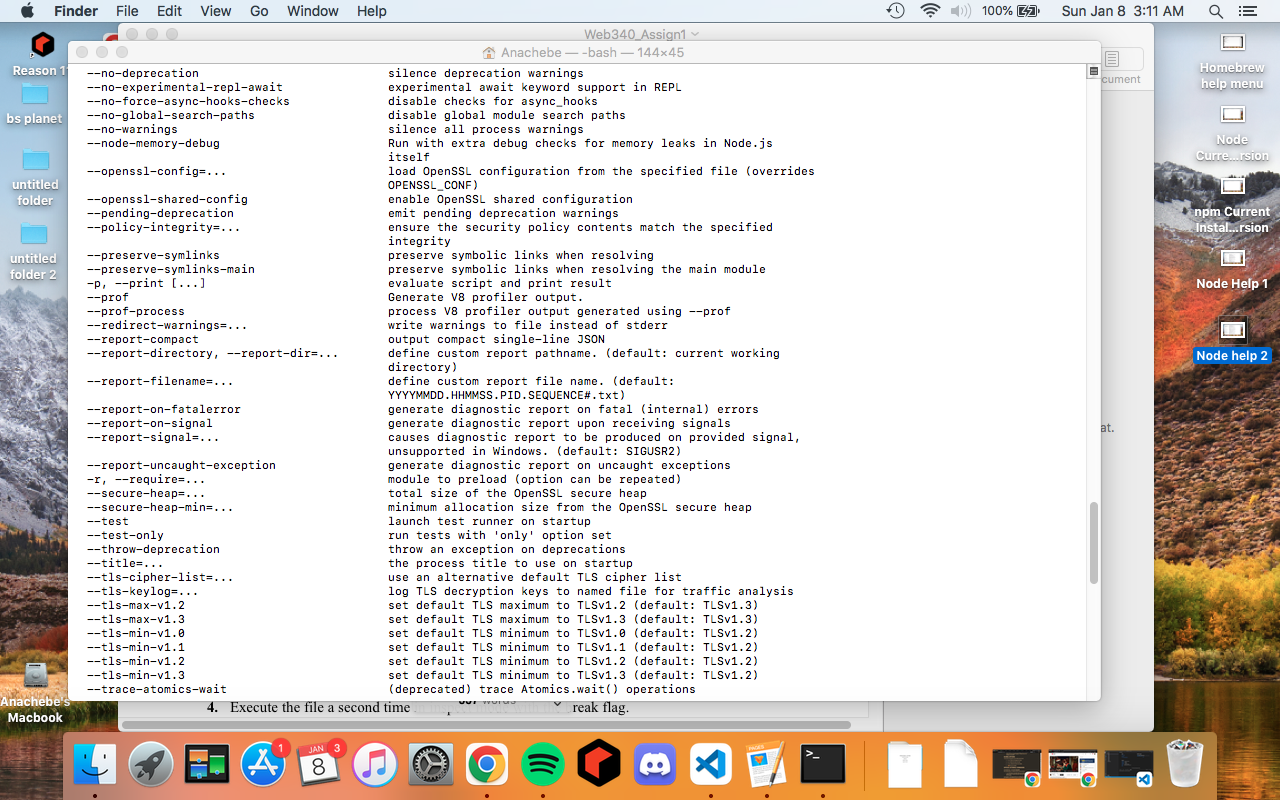 Finder File Edit View Go Window Help 100% Sun Jan 8 3:11 AM
Web340_Assign1
Anachebe — -bash — 144×45
Reason 1
bs planet
untitled
folder
untitled
folder 2
Anachebe's
Macbook
--no-deprecation silence deprecation warnings
--no-experimental-repl-await experimental await keyword support in REPL
--no-force-async-hooks-checks disable checks for async_hooks
--no-global-search-paths disable global module search paths
--no-warnings silence all process warnings
--node-memory-debug Run with extra debug checks for memory leaks in Node.js
itself
--openssl-config=... load OpenSSL configuration from the specified file (overrides
OPENSSL_CONF)
--openssl-shared-config enable OpenSSL shared configuration
--pending-deprecation emit pending deprecation warnings
--policy-integrity=... ensure the security policy contents match the specified
integrity
--preserve-symlinks preserve symbolic links when resolving
--preserve-symlinks-main preserve symbolic links when resolving the main module
-p, --print [...] evaluate script and print result
--prof Generate V8 profiler output.
--prof-process process V8 profiler output generated using --prof
--redirect-warnings=... write warnings to file instead of stderr
--report-compact output compact single-line JSON
--report-directory, --report-dir=... define custom report pathname. (default: current working
directory)
--report-filename=... define custom report file name. (default:
YYYYMMDD.HHMMSS.PID.SEQUENCE#.txt)
--report-on-fatalerror generate diagnostic report on fatal (internal) errors
--report-on-signal generate diagnostic report upon receiving signals
--report-signal=... causes diagnostic report to be produced on provided signal,
unsupported in Windows. (default: SIGUSR2)
--report-uncaught-exception generate diagnostic report on uncaught exceptions
-r, --require=... module to preload (option can be repeated)
--secure-heap=... total size of the OpenSSL secure heap
--secure-heap-min=... minimum allocation size from the OpenSSL secure heap
--test launch test runner on startup
--test-only run tests with 'only' option set
--throw-deprecation throw an exception on deprecations
--title=... the process title to use on startup
--tls-cipher-list=... use an alternative default TLS cipher list
--tls-keylog=... log TLS decryption keys to named file for traffic analysis
--tls-max-v1.2 set default TLS maximum to TLSv1.2 (default: TLSv1.3)
--tls-max-v1.3 set default TLS maximum to TLSv1.3 (default: TLSv1.3)
--tls-min-v1.0 set default TLS minimum to TLSv1.0 (default: TLSv1.2)
--tls-min-v1.1 set default TLS minimum to TLSv1.1 (default: TLSv1.2)
--tls-min-v1.2 set default TLS minimum to TLSv1.2 (default: TLSv1.2)
--tls-min-v1.3 set default TLS minimum to TLSv1.3 (default: TLSv1.2)
--trace-atomics-wait (deprecated) trace Atomics.wait() operations
4. Execute the file a second time reak flag.
words
cument
at.
Homebrew
help menu
Node
Curre...rsion
npm Current
Instal...rsion
Node Help 1
Node help 2
1
JAN
8
3
PAGES
>_